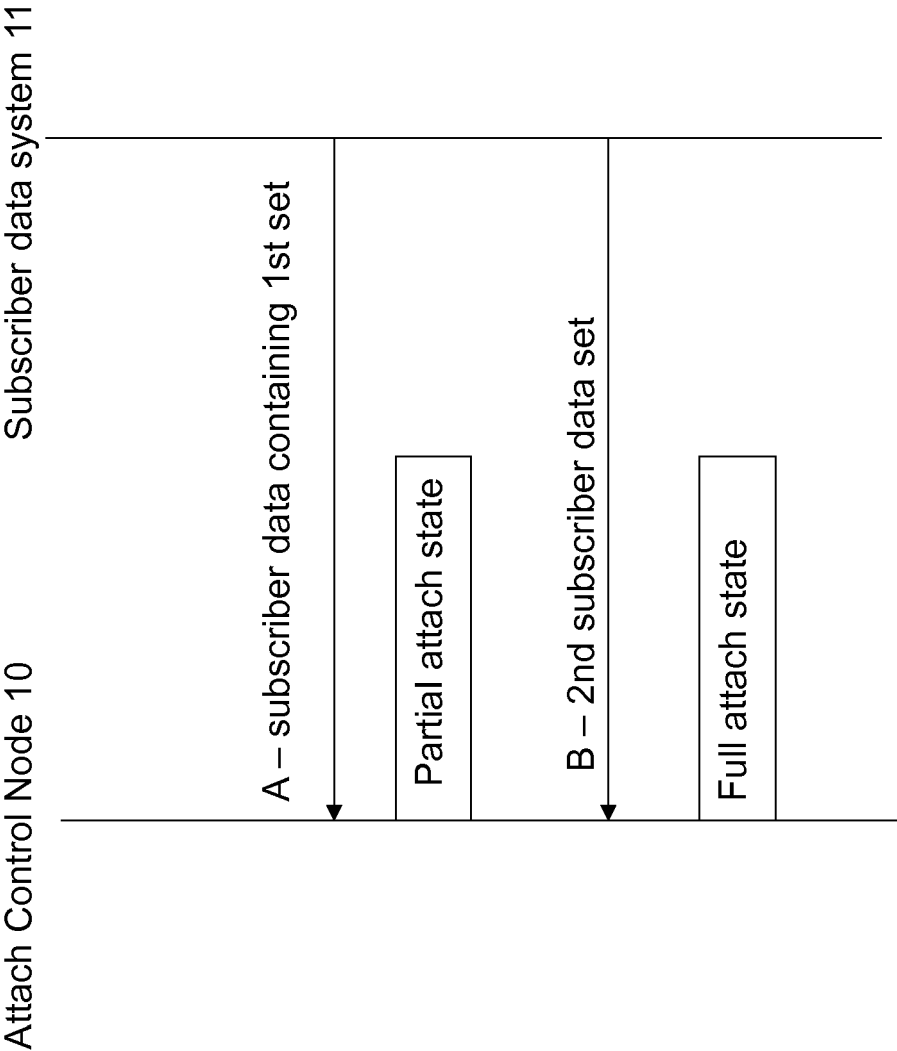 Attach Control Node 10
Subscriber data system 11
A – subscriber data containing 1st set
Partial attach state
B – 2nd subscriber data set
Full attach state